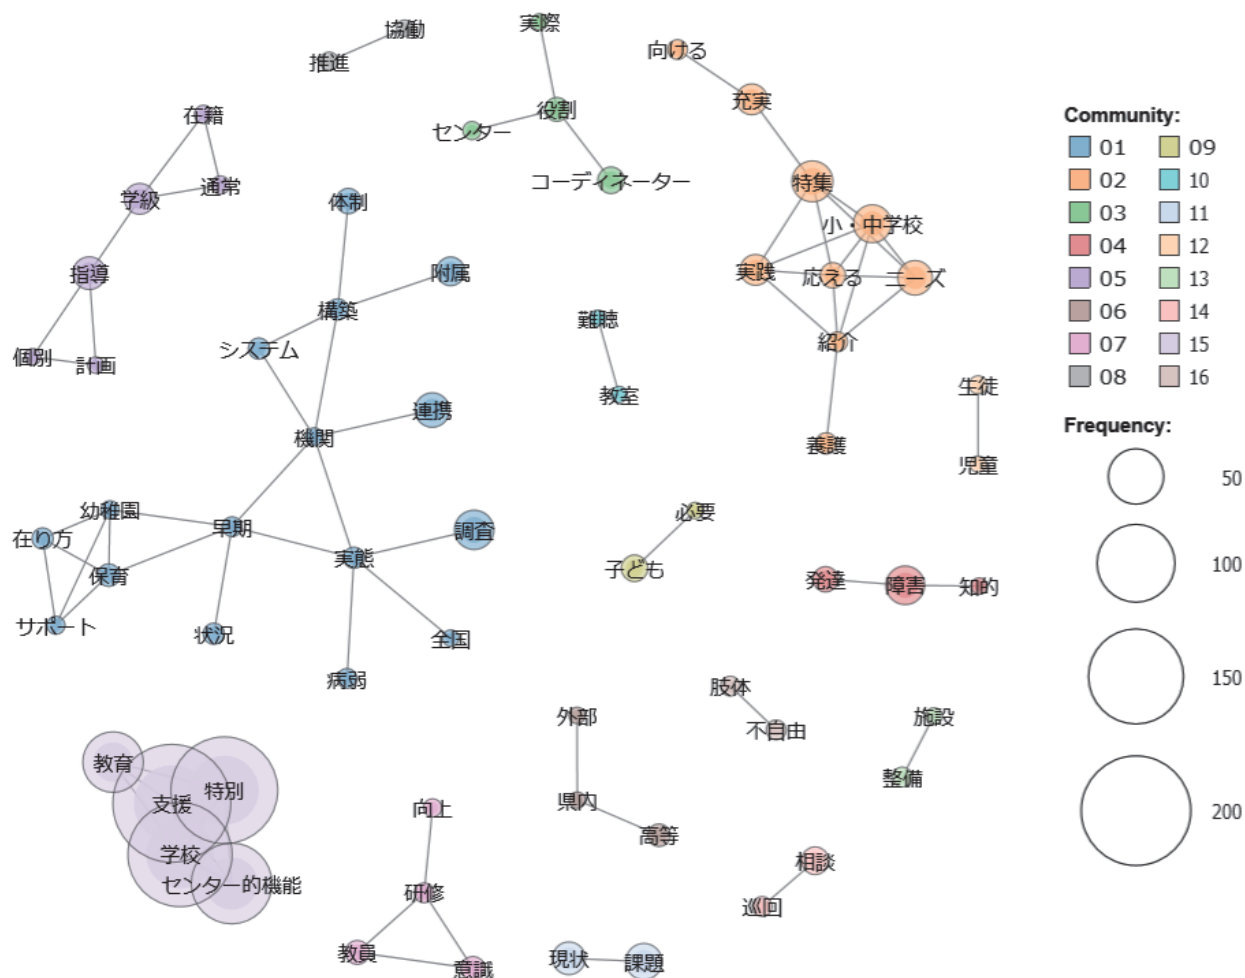 協働
推進
実際
役割
センター
コーディネーター
向ける
充実
特集
小・中学校
実践
応える
ニーズ
紹介
養護
在籍
通常
学級
指導
個別
計画
体制
附属
構築
システム
連携
機関
難聴
教室
生徒
児童
幼稚園
在り方
保育
サポート
早期
状況
調査
実態
全国
病弱
必要
子ども
発達
障害
知的
肢体
不自由
施設
整備
外部
県内
高等
教育
支援
特別
学校
センター的機能
向上
研修
教員
意識
相談
巡回
現状
課題
Community:
01
02
03
04
05
06
07
08
09
10
11
12
13
14
15
16
Frequency:
50
100
150
200